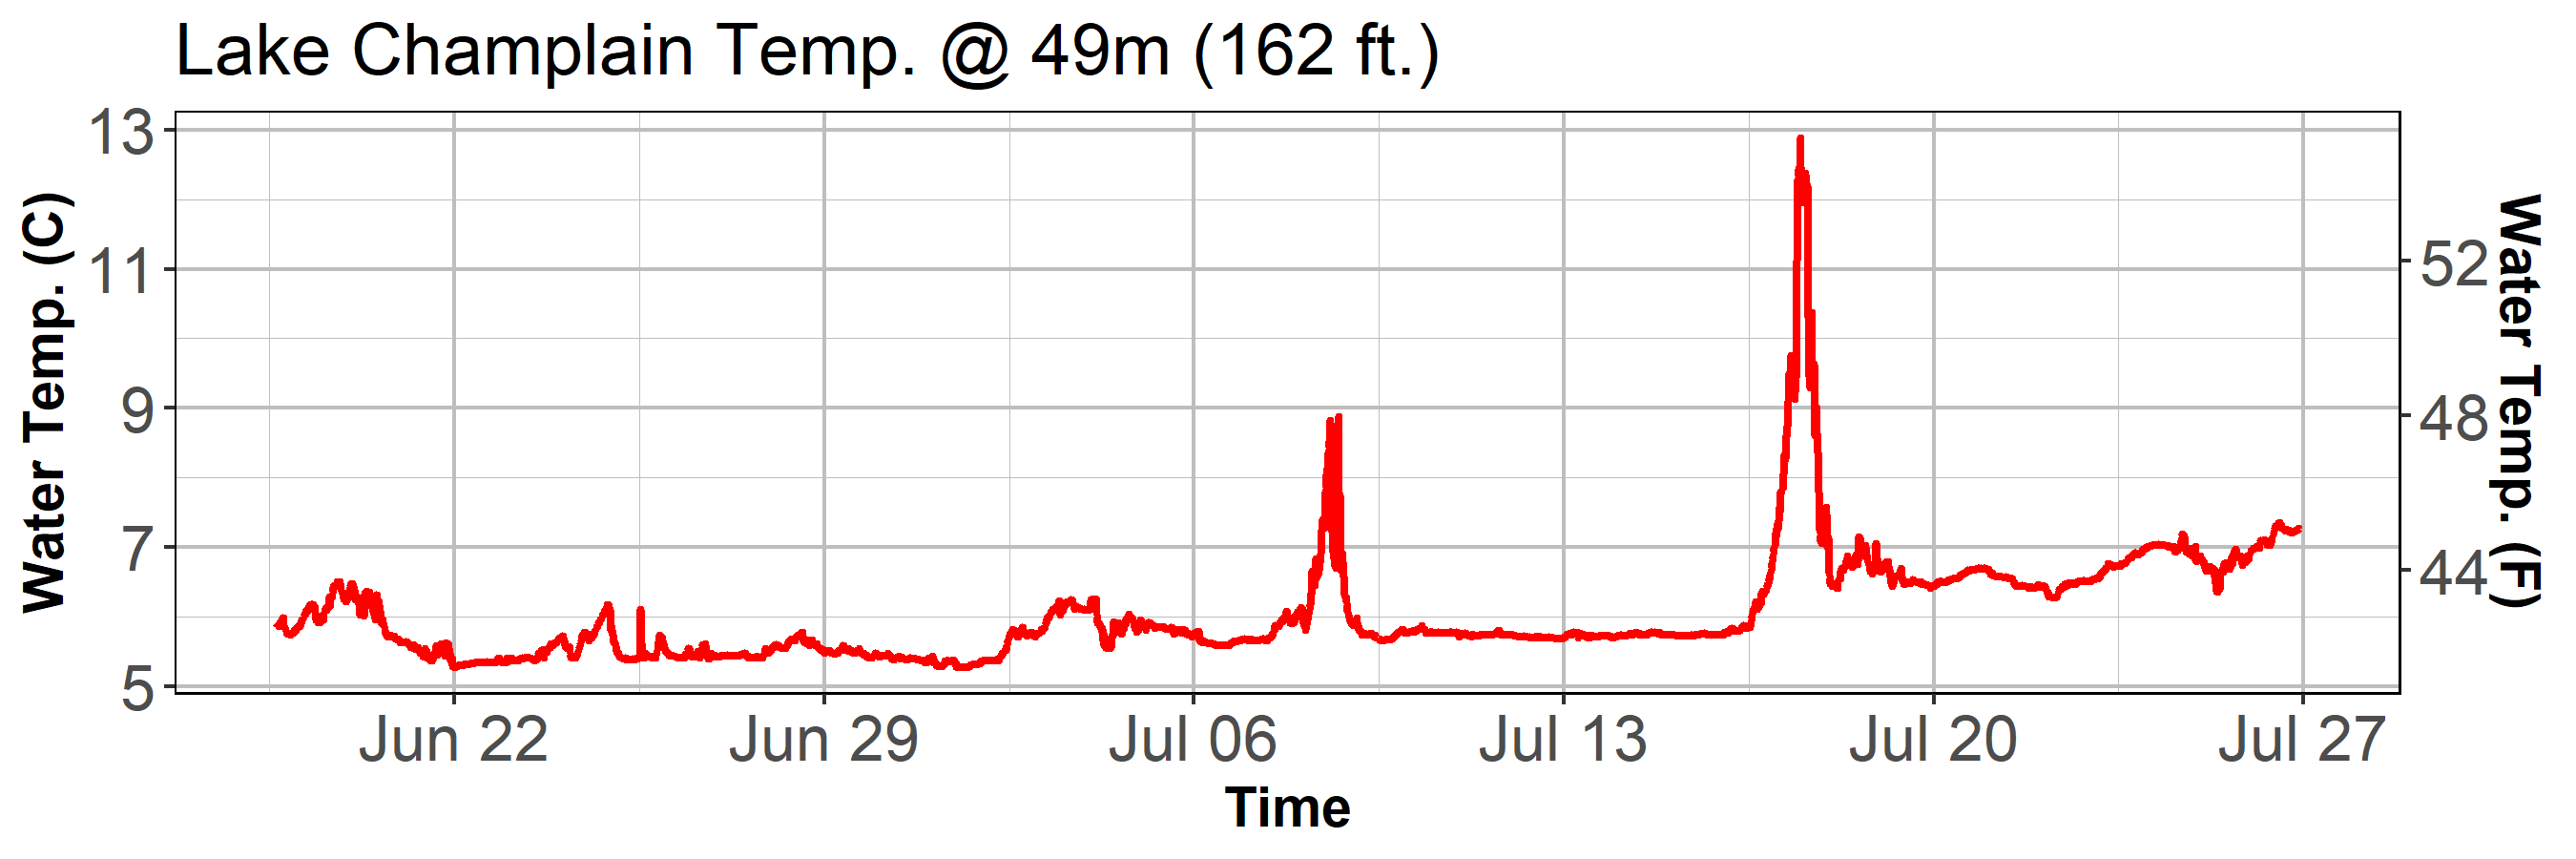 Lake Champlain Temp. @ 49m (162 ft.)
Water Temp. (C)
13
11
9
7
5
52
48
44
Water Temp. (F)
Jun 22
Jun 29
Jul 06
Jul 13
Jul 20
Jul 27
Time